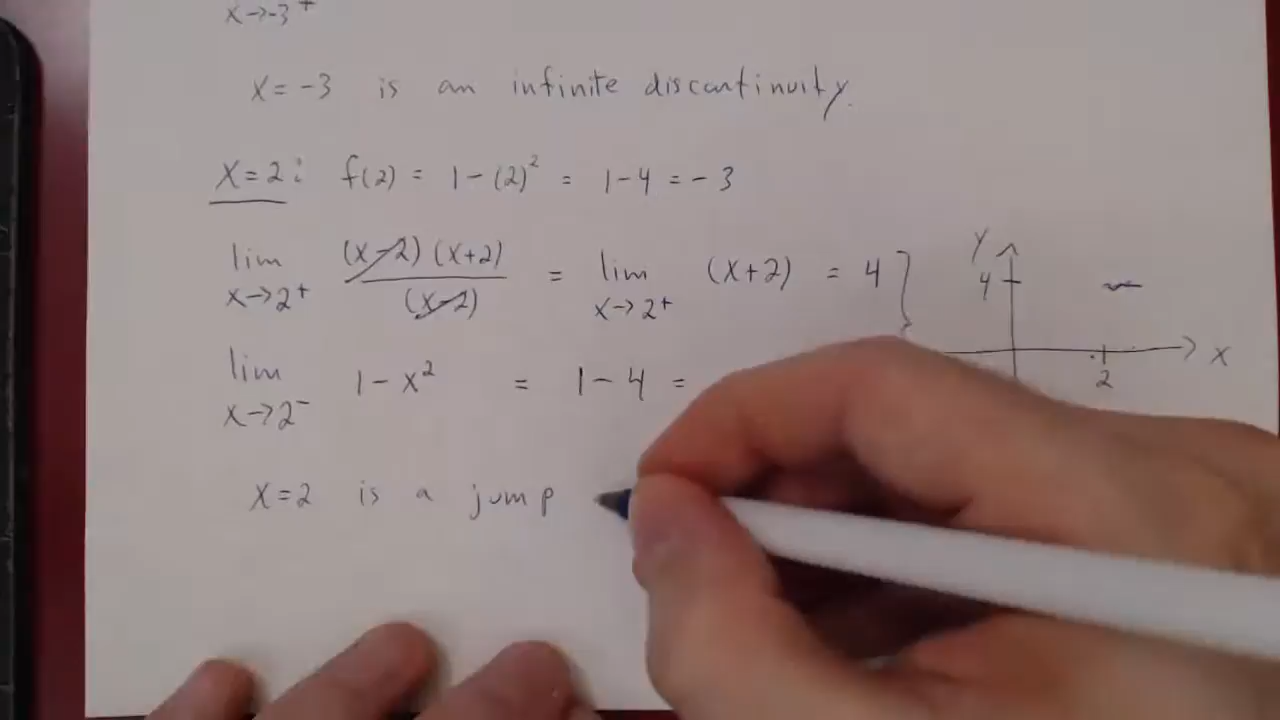 x→-3⁺
x = -3 is an infinite discontinuity.
x = 2: f(2) = 1-(2)² = 1-4 = -3
lim (x-2)(x+2) / (x-2) = lim (x+2) = 4 }
x→2⁺ x→2⁺
lim 1-x² = 1-4 =
x→2⁻
x = 2 is a jump
y
4
x
2